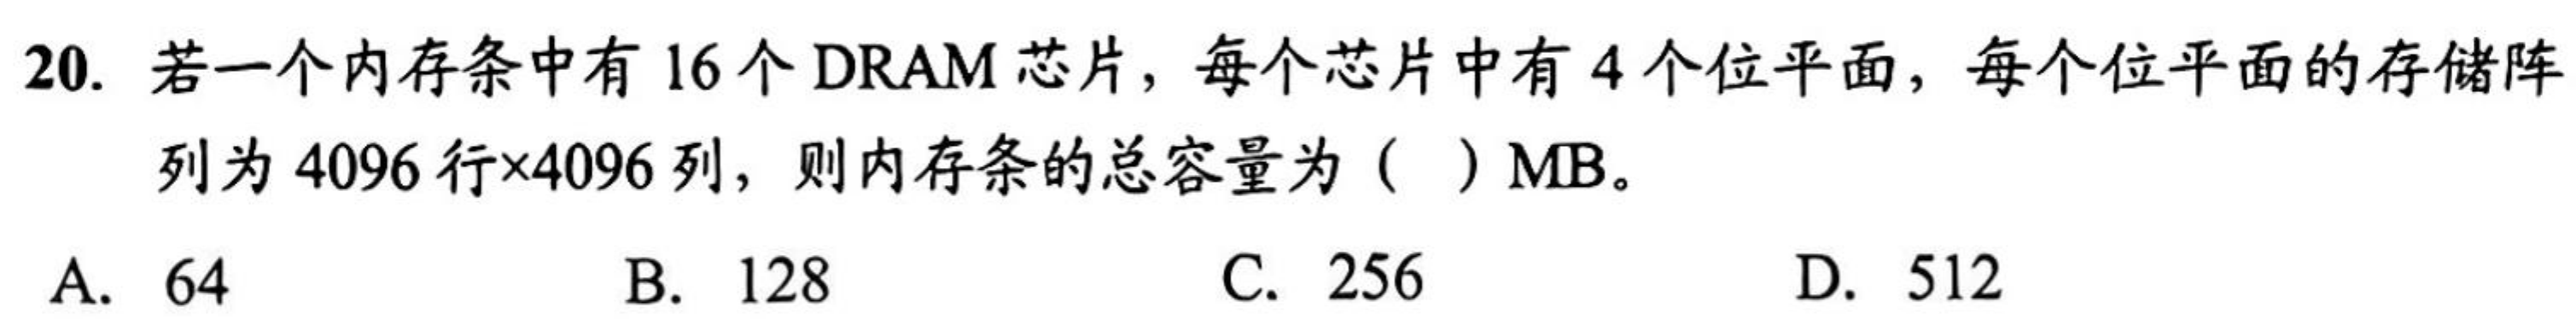 20. 若一个内存条中有 16 个 DRAM 芯片，每个芯片中有 4 个位平面，每个位平面的存储阵
列为 4096 行×4096 列，则内存条的总容量为（ ）MB。
A. 64 B. 128 C. 256 D. 512